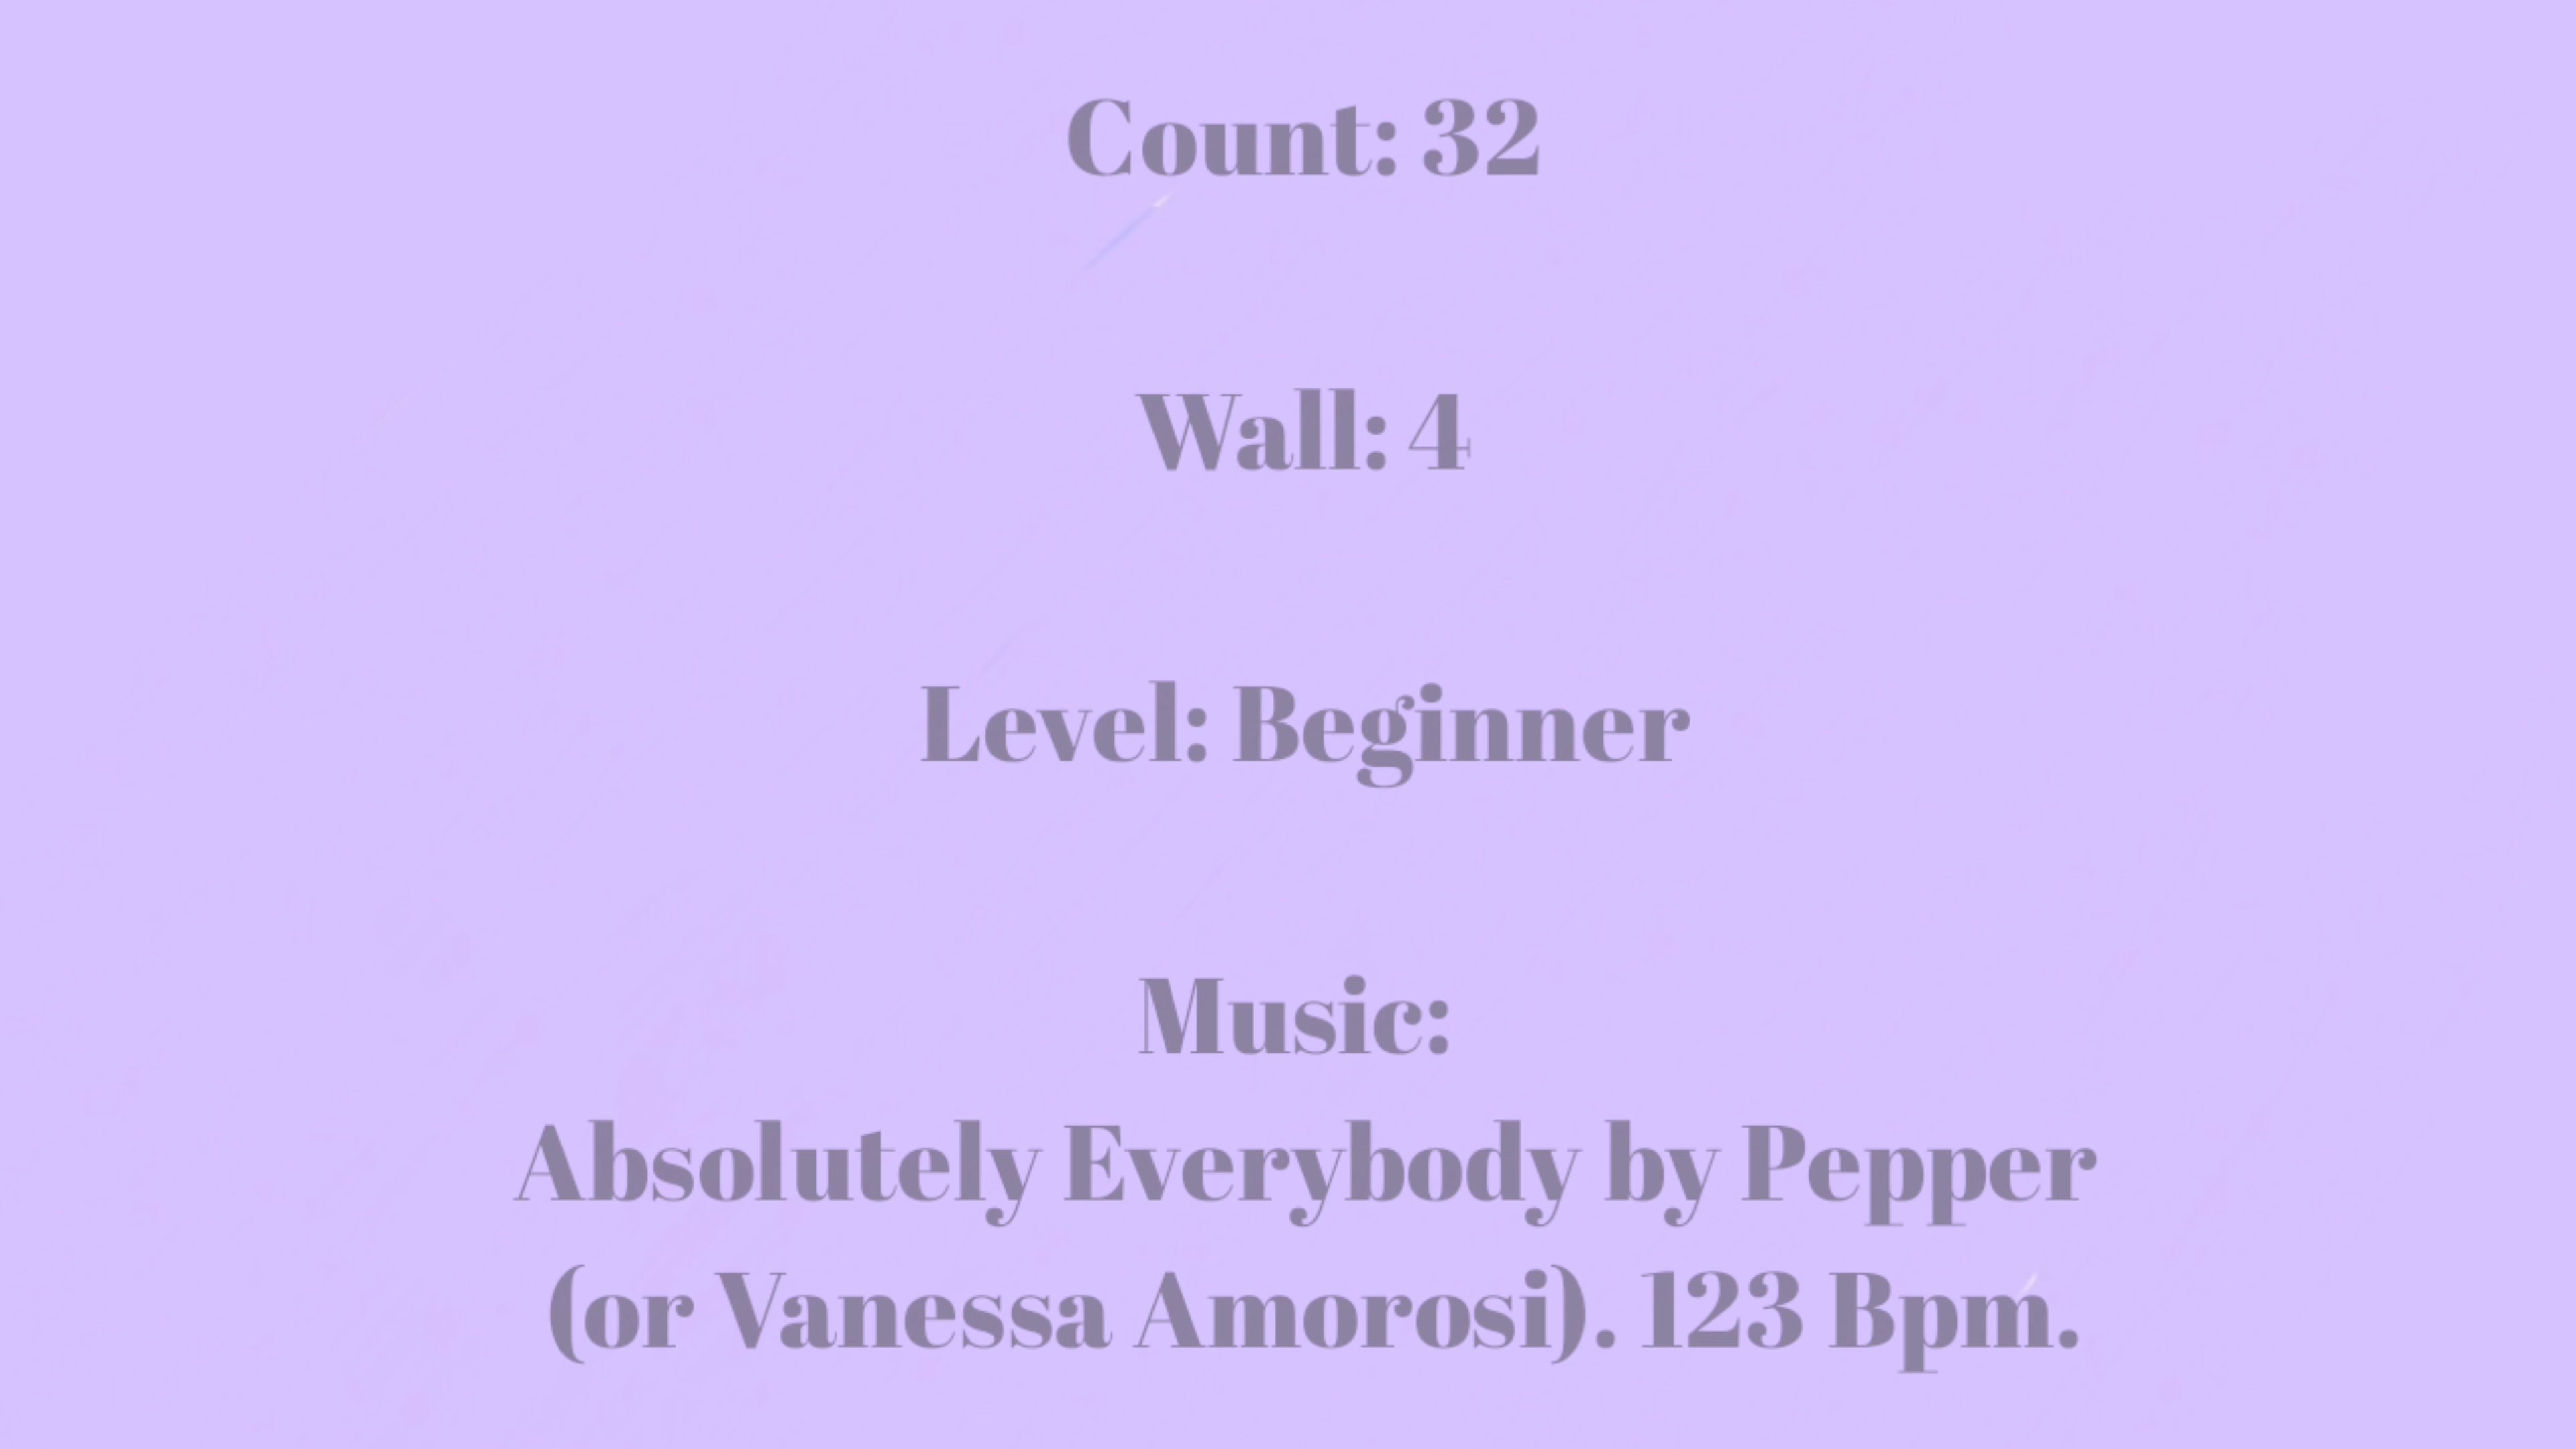 Count: 32
Wall: 4
Level: Beginner
Music:
Absolutely Everybody by Pepper
(or Vanessa Amorosi). 123 Bpm.